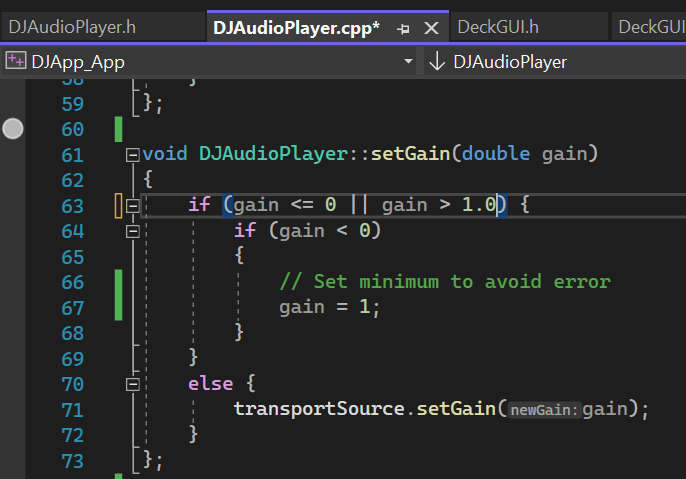 DJAudioPlayer.h DJAudioPlayer.cpp* DeckGUI.h DeckGUI
DJApp_App DJAudioPlayer
58 }
59 };
60
61 void DJAudioPlayer::setGain(double gain)
62 {
63 if (gain <= 0 || gain > 1.0) {
64 if (gain < 0)
65 {
66 // Set minimum to avoid error
67 gain = 1;
68 }
69 }
70 else {
71 transportSource.setGain(newGain:gain);
72 }
73 };